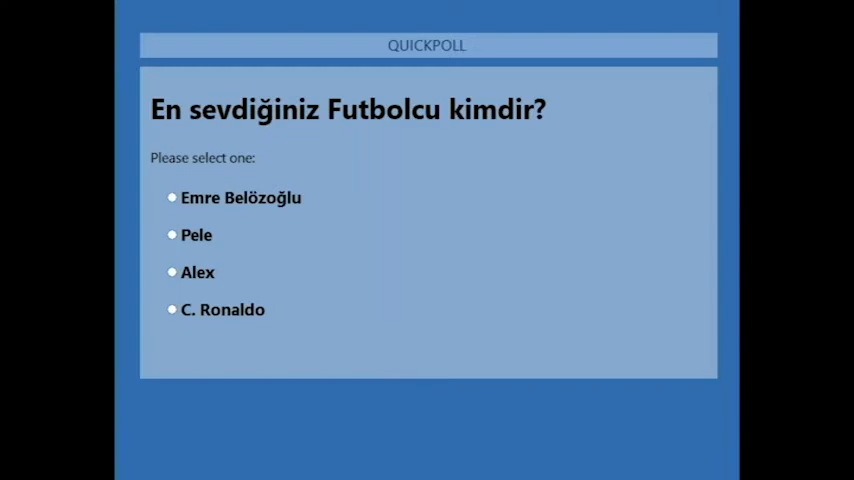 QUICKPOLL
En sevdiğiniz Futbolcu kimdir?
Please select one:
Emre Belözoğlu
Pele
Alex
C. Ronaldo